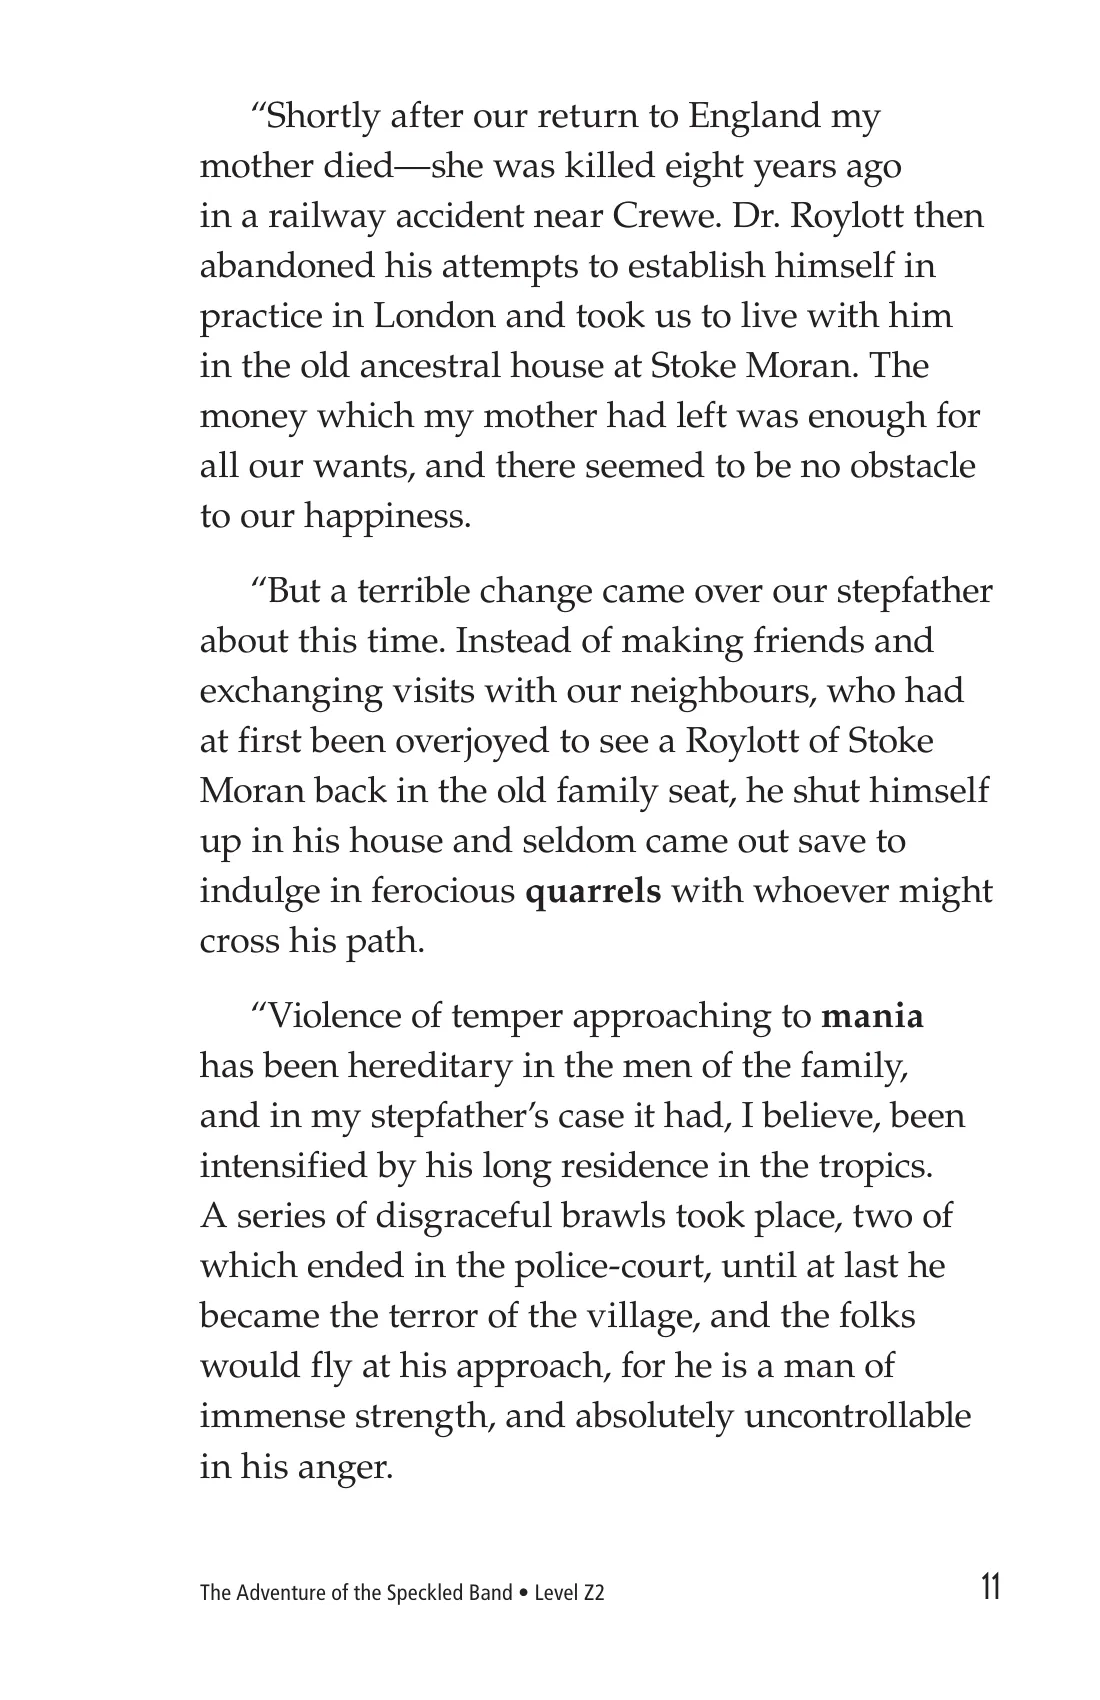 “Shortly after our return to England my
mother died—she was killed eight years ago
in a railway accident near Crewe. Dr. Roylott then
abandoned his attempts to establish himself in
practice in London and took us to live with him
in the old ancestral house at Stoke Moran. The
money which my mother had left was enough for
all our wants, and there seemed to be no obstacle
to our happiness.
“But a terrible change came over our stepfather
about this time. Instead of making friends and
exchanging visits with our neighbours, who had
at first been overjoyed to see a Roylott of Stoke
Moran back in the old family seat, he shut himself
up in his house and seldom came out save to
indulge in ferocious quarrels with whoever might
cross his path.
“Violence of temper approaching to mania
has been hereditary in the men of the family,
and in my stepfather’s case it had, I believe, been
intensified by his long residence in the tropics.
A series of disgraceful brawls took place, two of
which ended in the police-court, until at last he
became the terror of the village, and the folks
would fly at his approach, for he is a man of
immense strength, and absolutely uncontrollable
in his anger.
The Adventure of the Speckled Band • Level Z2 11